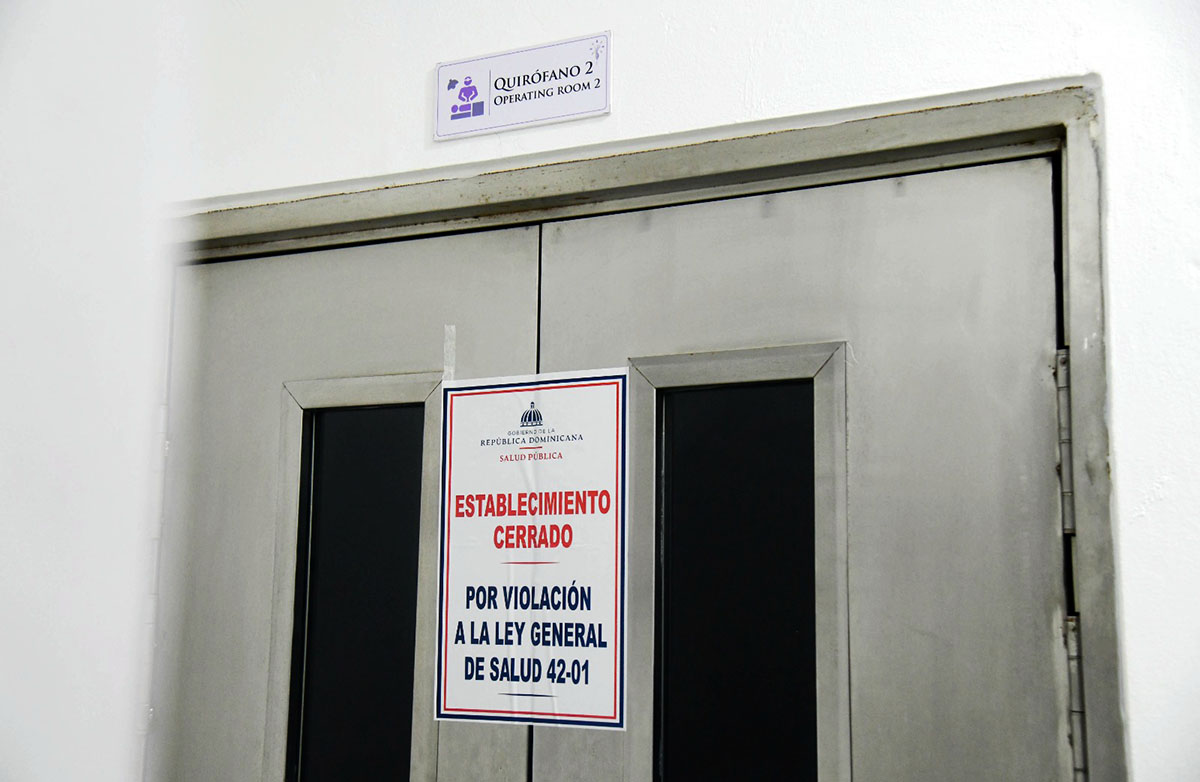 QUIRÓFANO 2
OPERATING ROOM 2
GOBIERNO DE LA
REPÚBLICA DOMINICANA
SALUD PÚBLICA
ESTABLECIMIENTO
CERRADO
POR VIOLACIÓN
A LA LEY GENERAL
DE SALUD 42-01